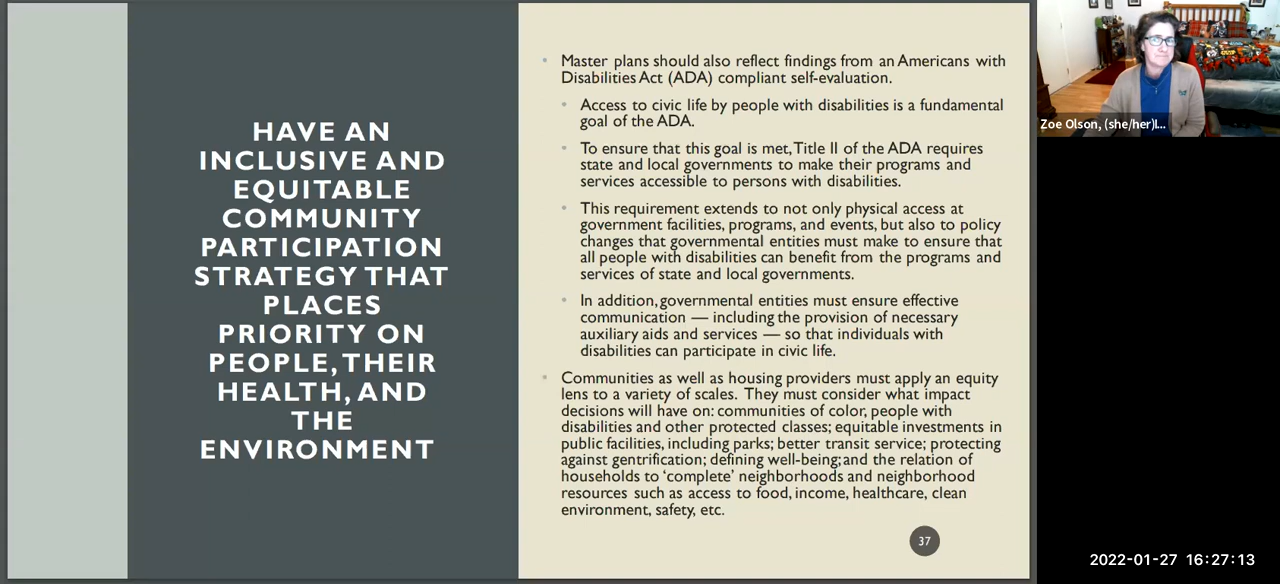 HAVE AN
INCLUSIVE AND
EQUITABLE
COMMUNITY
PARTICIPATION
STRATEGY THAT
PLACES
PRIORITY ON
PEOPLE, THEIR
HEALTH, AND
THE
ENVIRONMENT
Master plans should also reflect findings from an Americans with
Disabilities Act (ADA) compliant self-evaluation.
Access to civic life by people with disabilities is a fundamental
goal of the ADA.
To ensure that this goal is met, Title II of the ADA requires
state and local governments to make their programs and
services accessible to persons with disabilities.
This requirement extends to not only physical access at
government facilities, programs, and events, but also to policy
changes that governmental entities must make to ensure that
all people with disabilities can benefit from the programs and
services of state and local governments.
In addition, governmental entities must ensure effective
communication — including the provision of necessary
auxiliary aids and services — so that individuals with
disabilities can participate in civic life.
Communities as well as housing providers must apply an equity
lens to a variety of scales. They must consider what impact
decisions will have on: communities of color, people with
disabilities and other protected classes; equitable investments in
public facilities, including parks; better transit service; protecting
against gentrification; defining well-being; and the relation of
households to ‘complete’ neighborhoods and neighborhood
resources such as access to food, income, healthcare, clean
environment, safety, etc.
37
Zoe Olson, (she/her)I...
2022-01-27 16:27:13